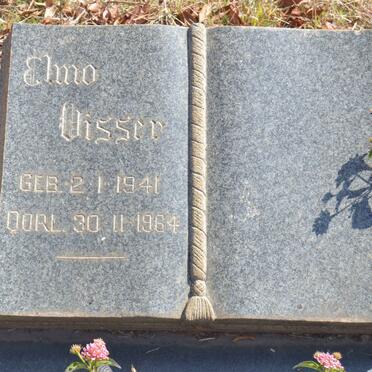 Elmo
Visser
GEB. 2.1.1941
OORL. 30.11.1964